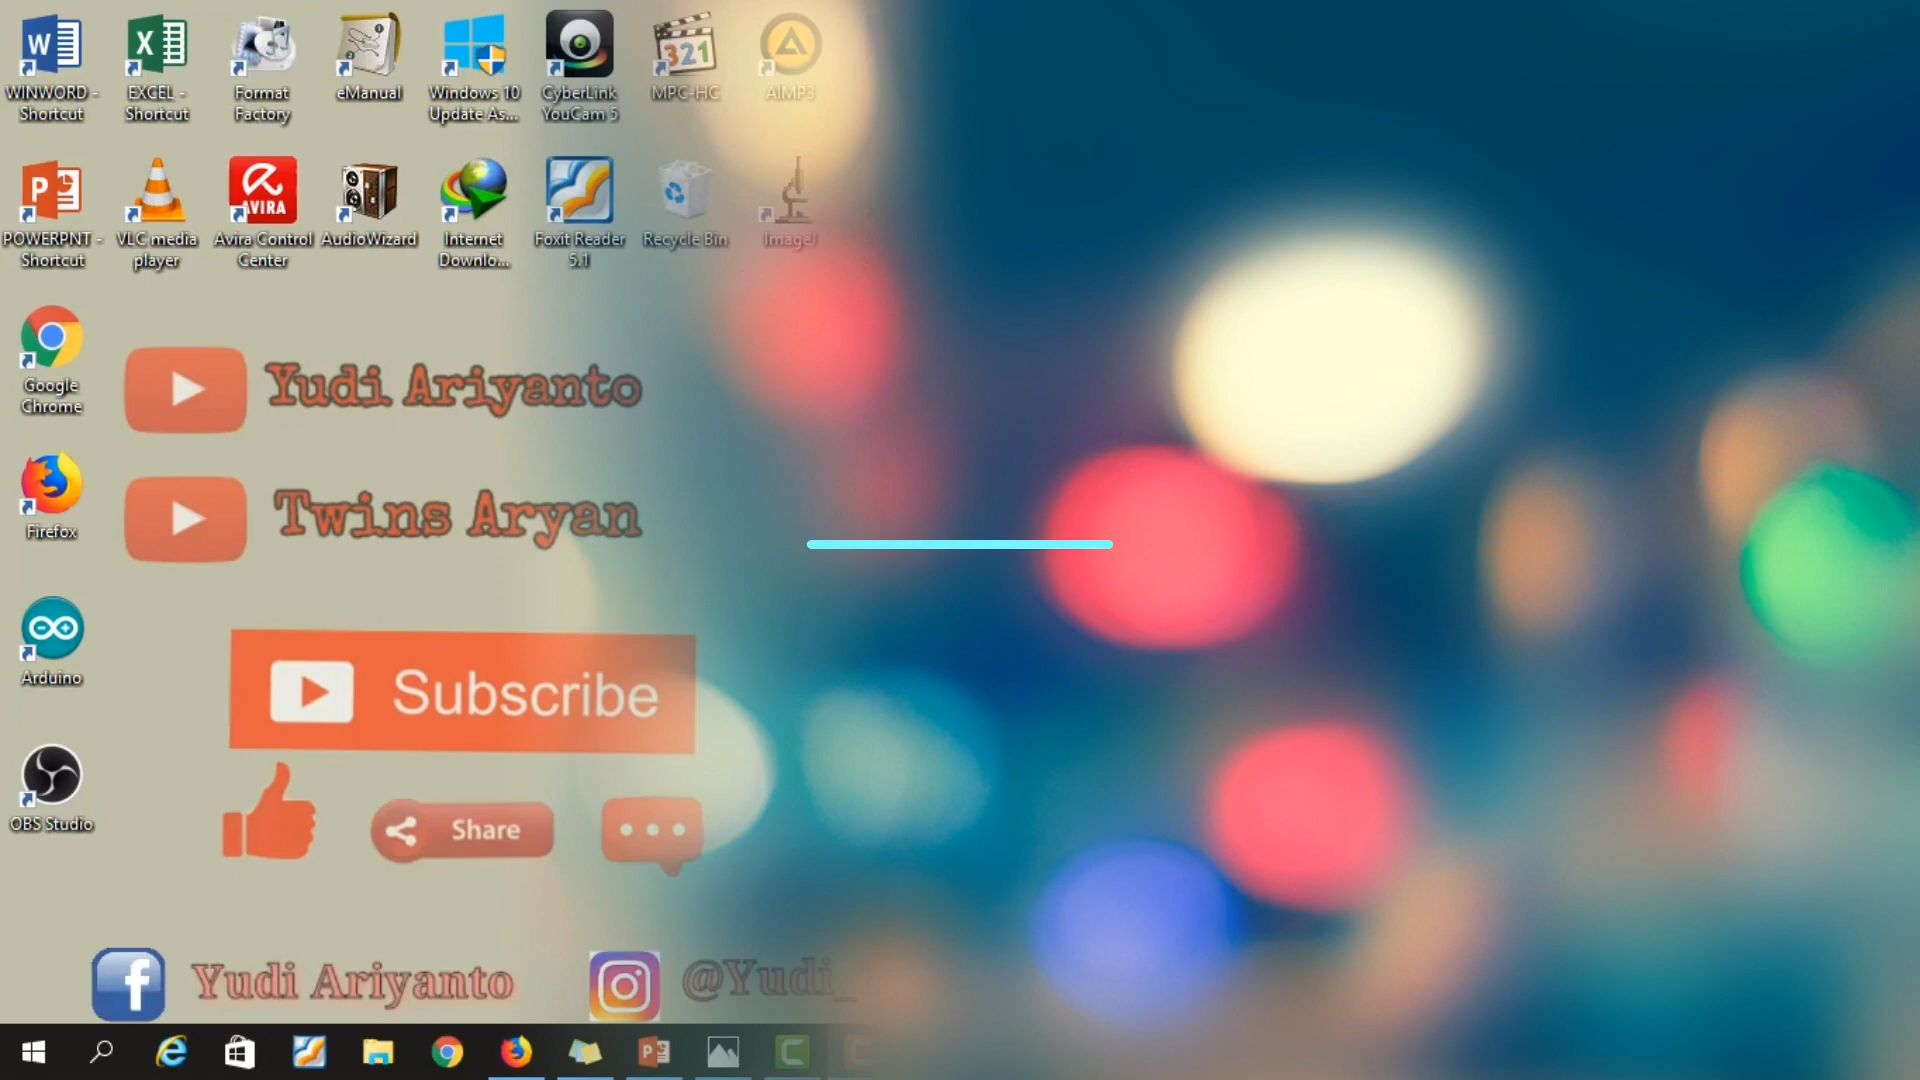 WINWORD -
Shortcut
EXCEL -
Shortcut
Format
Factory
eManual
Windows 10
Update As...
CyberLink
YouCam 5
MPC-HC
AIMP3
POWERPNT -
Shortcut
VLC media
player
AVIRA
Avira Control
Center
AudioWizard
Internet
Downlo...
Foxit Reader
5.1
Recycle Bin
ImageJ
Google
Chrome
Yudi Ariyanto
Firefox
Twins Aryan
Arduino
Subscribe
OBS Studio
Share
Yudi Ariyanto
@Yudi_